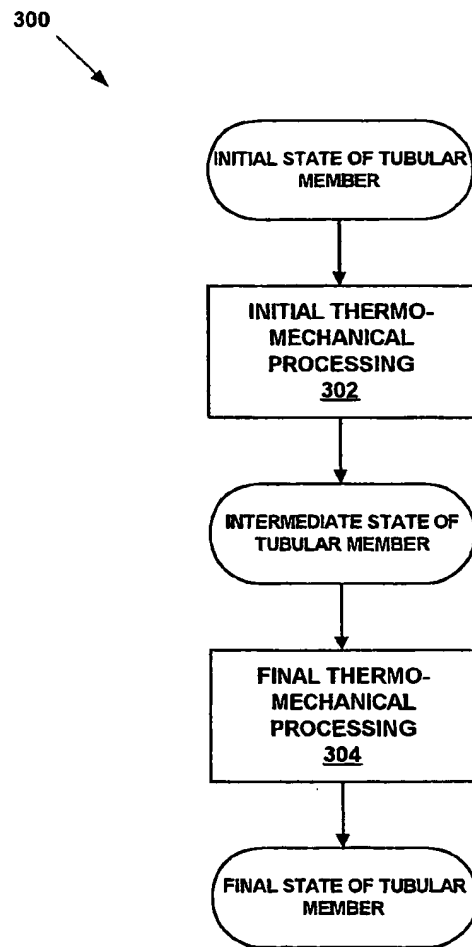 300
INITIAL STATE OF TUBULAR
MEMBER
INITIAL THERMO-
MECHANICAL
PROCESSING
302
INTERMEDIATE STATE OF
TUBULAR MEMBER
FINAL THERMO-
MECHANICAL
PROCESSING
304
FINAL STATE OF TUBULAR
MEMBER